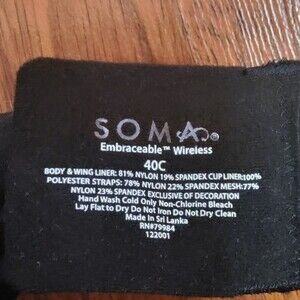 SOMA®
Embraceable™ Wireless
40C
BODY & WING LINER: 81% NYLON 19% SPANDEX CUP LINER:100%
POLYESTER STRAPS: 78% NYLON 22% SPANDEX MESH:77%
NYLON 23% SPANDEX EXCLUSIVE OF DECORATION
Hand Wash Cold Only Non-Chlorine Bleach
Lay Flat to Dry Do Not Iron Do Not Dry Clean
Made in Sri Lanka
RN#79984
122001